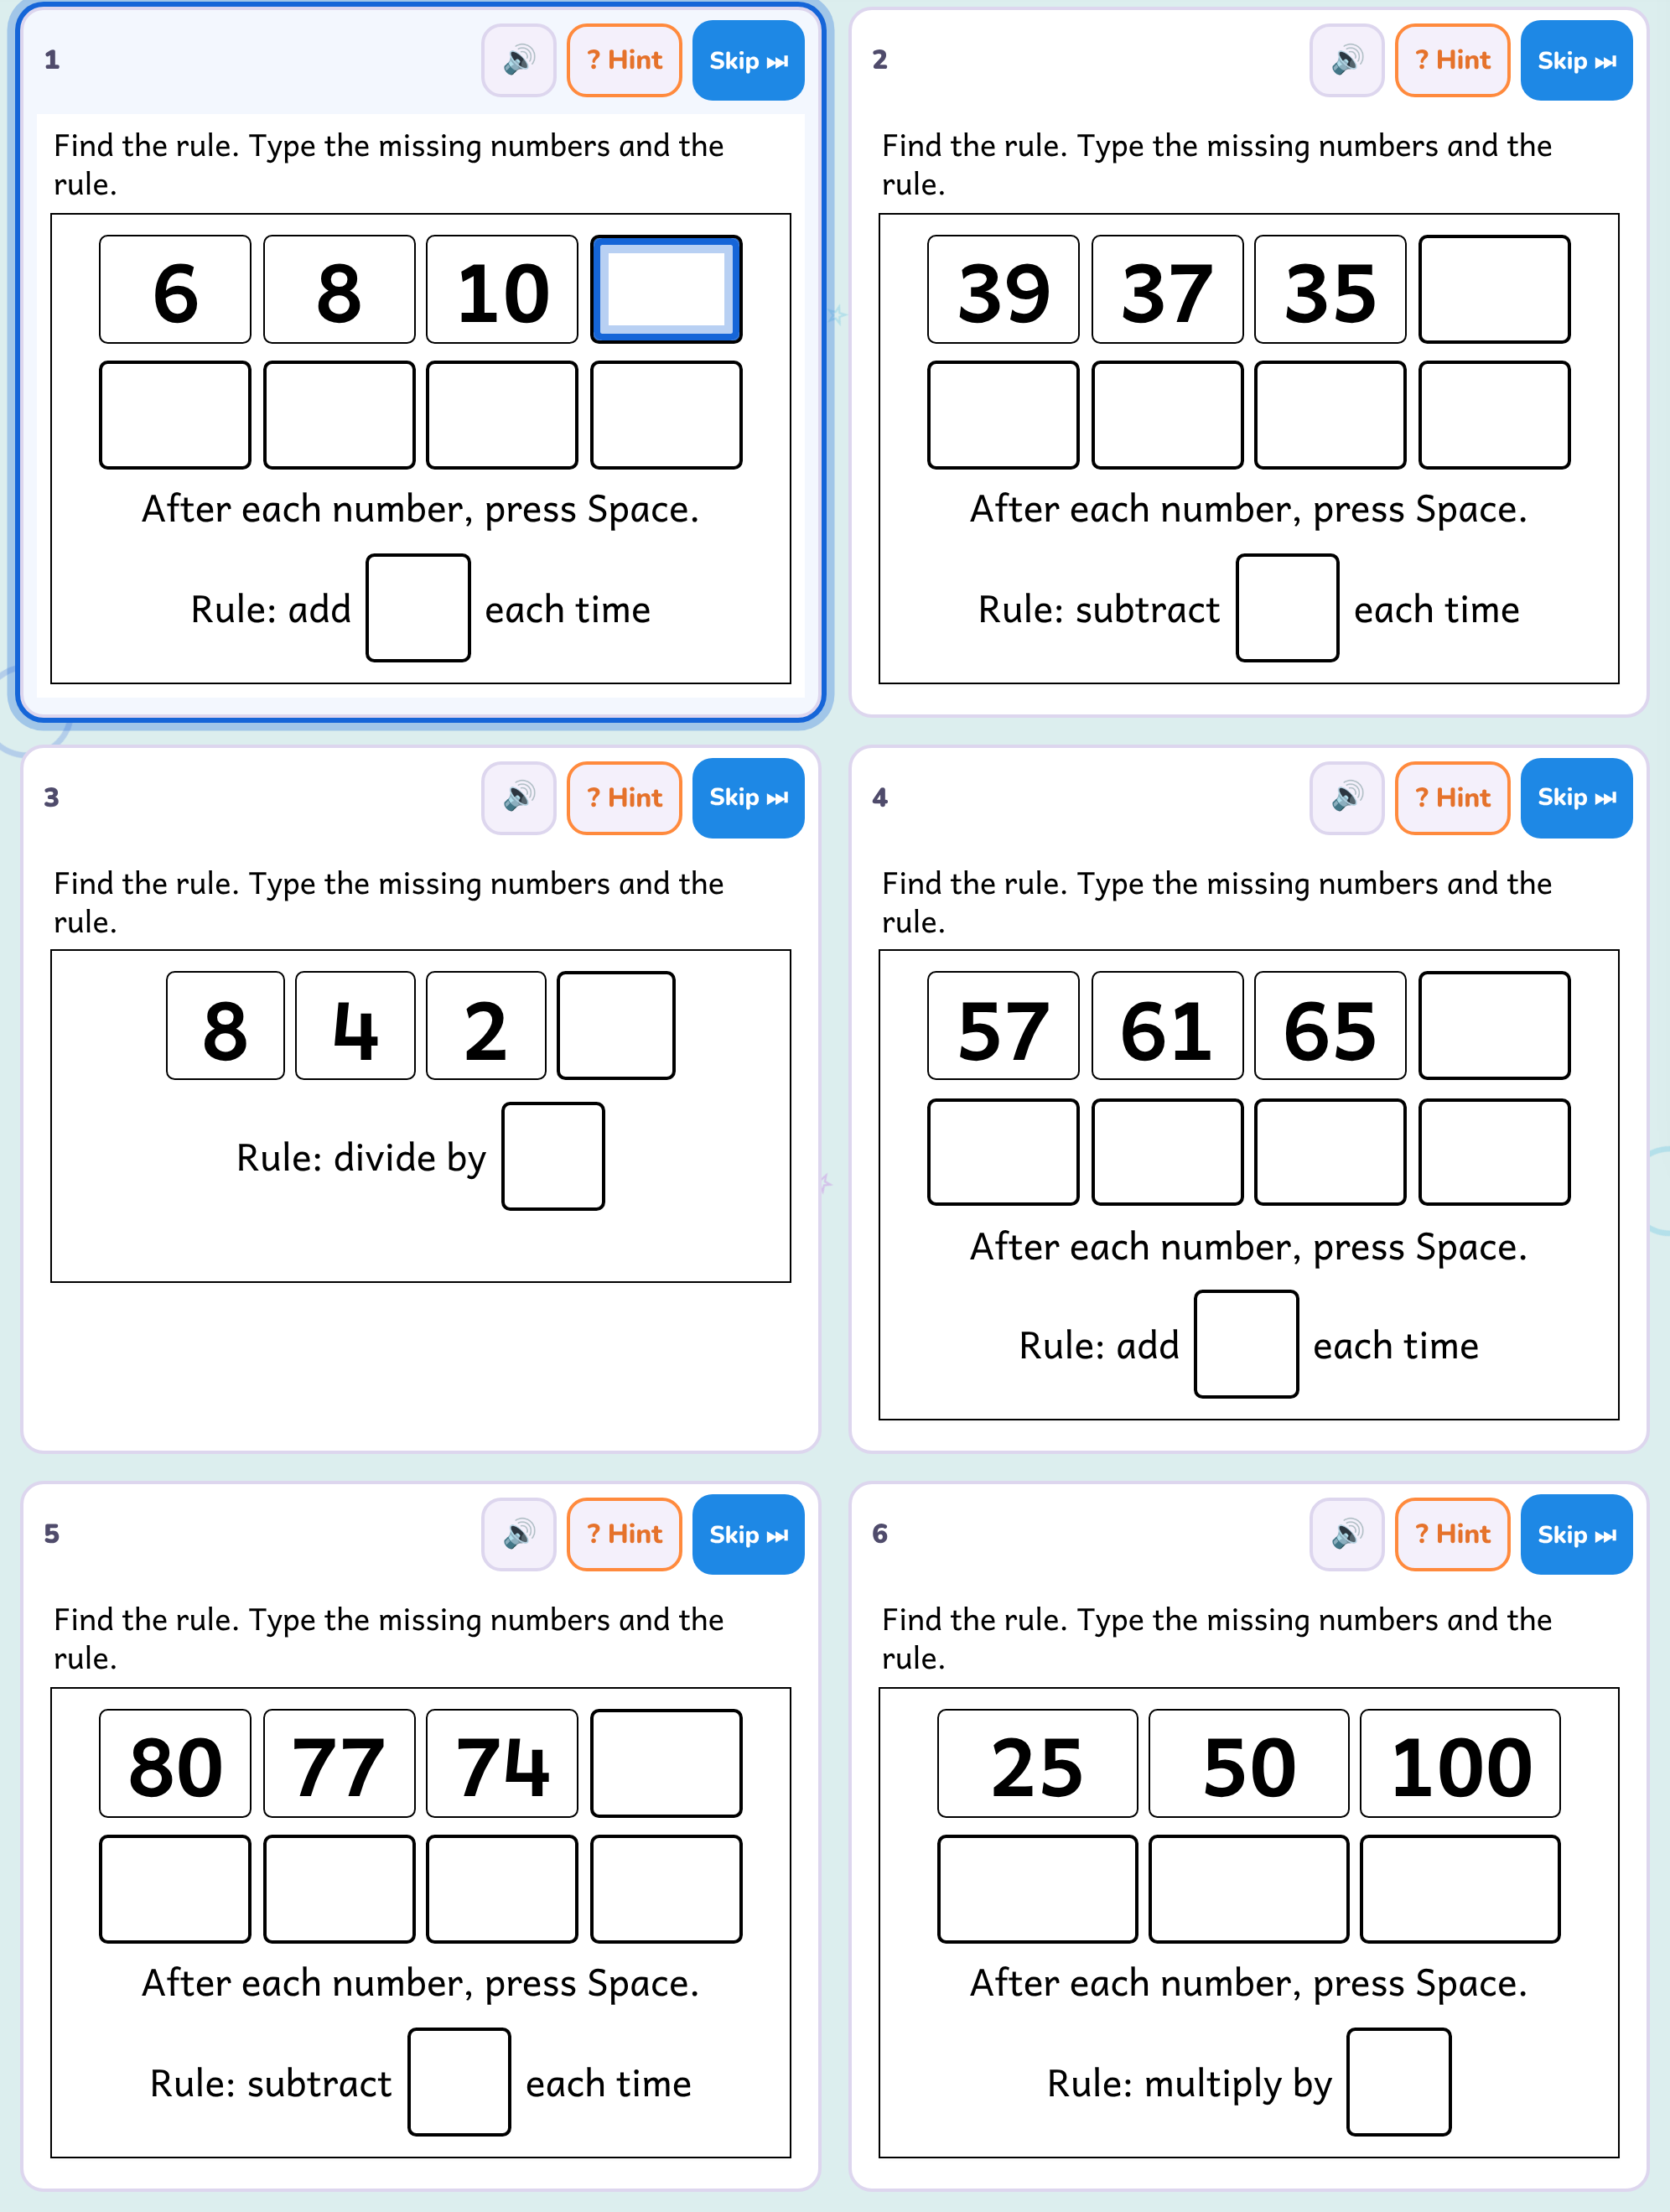 1
? Hint
Skip ⏭
Find the rule. Type the missing numbers and the
rule.
6 8 10
After each number, press Space.
Rule: add each time
2
? Hint
Skip ⏭
Find the rule. Type the missing numbers and the
rule.
39 37 35
After each number, press Space.
Rule: subtract each time
3
? Hint
Skip ⏭
Find the rule. Type the missing numbers and the
rule.
8 4 2
Rule: divide by
4
? Hint
Skip ⏭
Find the rule. Type the missing numbers and the
rule.
57 61 65
After each number, press Space.
Rule: add each time
5
? Hint
Skip ⏭
Find the rule. Type the missing numbers and the
rule.
80 77 74
After each number, press Space.
Rule: subtract each time
6
? Hint
Skip ⏭
Find the rule. Type the missing numbers and the
rule.
25 50 100
After each number, press Space.
Rule: multiply by